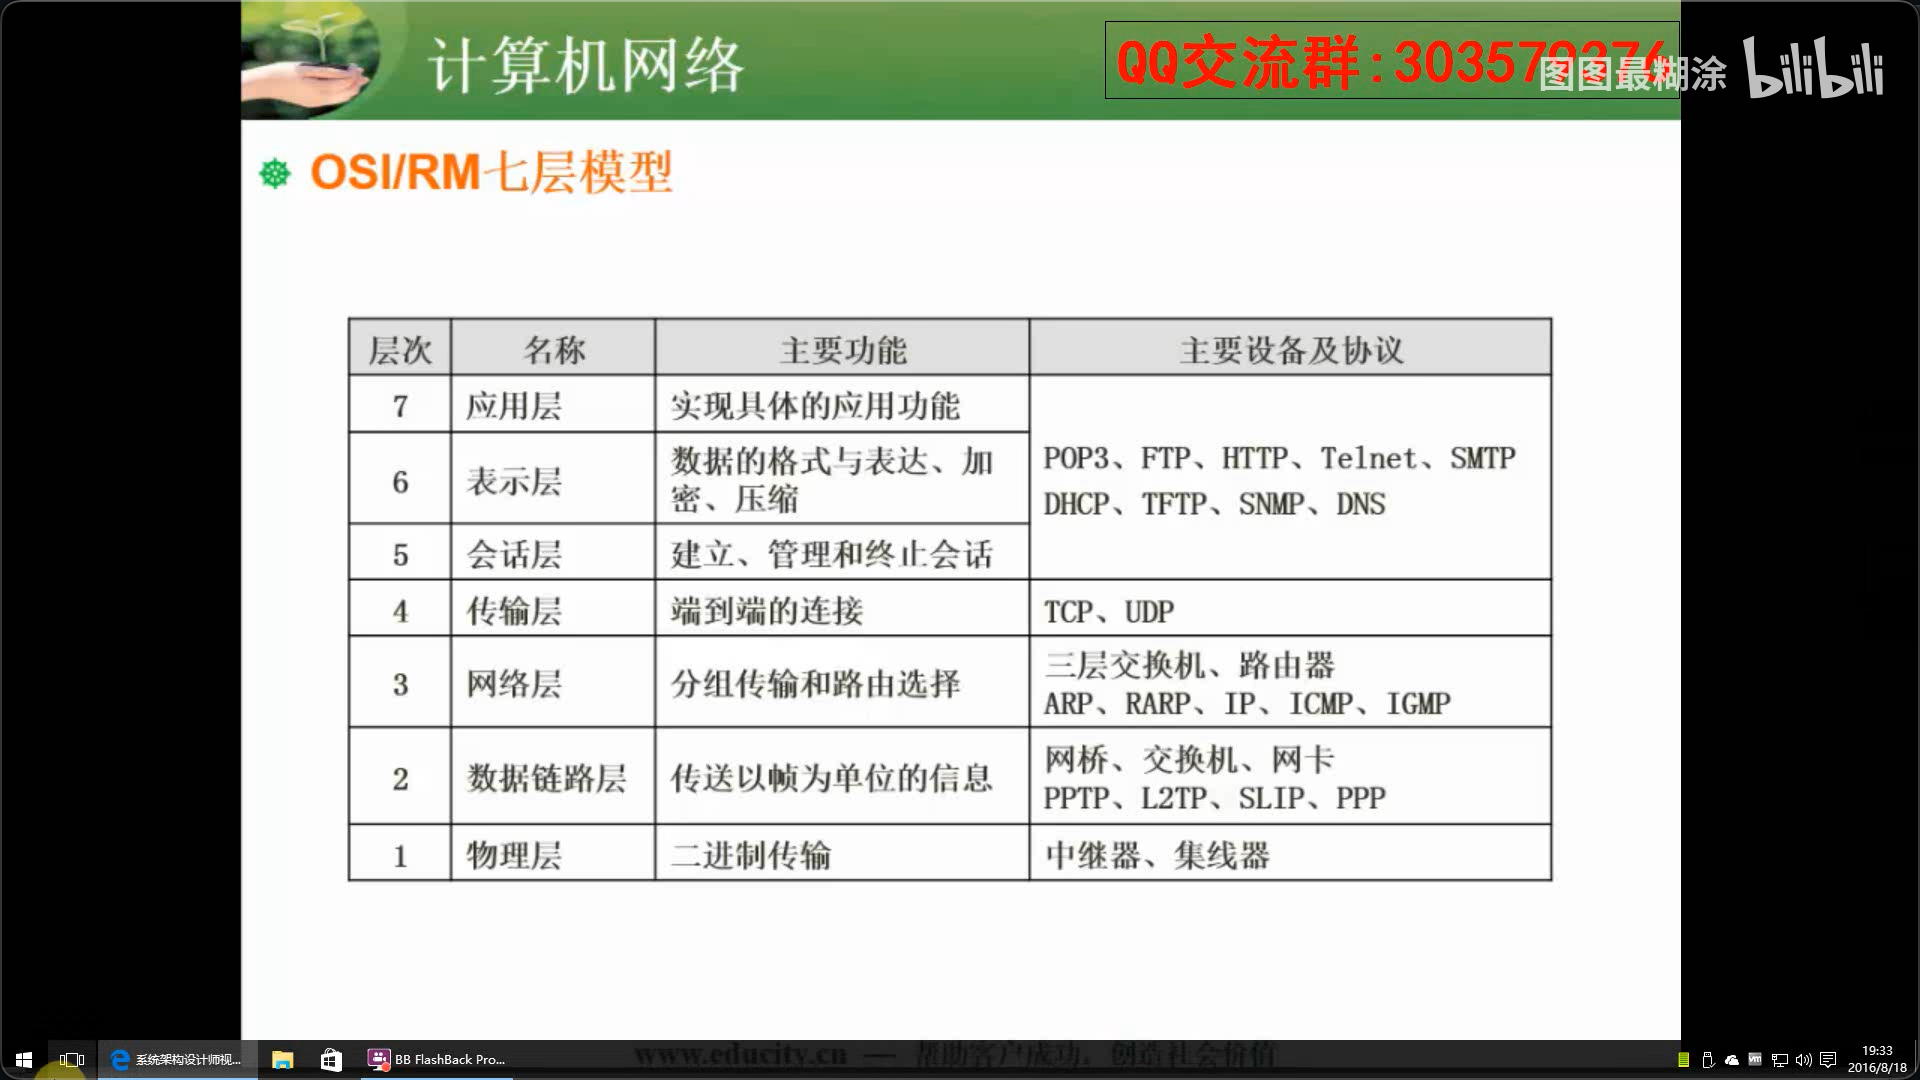 计算机网络
QQ交流群:303579376
图图最糊涂 bilibili
OSI/RM七层模型
层次 名称 主要功能 主要设备及协议
7 应用层 实现具体的应用功能
POP3、FTP、HTTP、Telnet、SMTP
DHCP、TFTP、SNMP、DNS
6 表示层 数据的格式与表达、加
密、压缩
5 会话层 建立、管理和终止会话
4 传输层 端到端的连接 TCP、UDP
3 网络层 分组传输和路由选择 三层交换机、路由器
ARP、RARP、IP、ICMP、IGMP
2 数据链路层 传送以帧为单位的信息 网桥、交换机、网卡
PPTP、L2TP、SLIP、PPP
1 物理层 二进制传输 中继器、集线器
www.educity.cn — 帮助客户成功，创造社会价值
系统架构设计师视...
BB FlashBack Pro...
19:33
2016/8/18